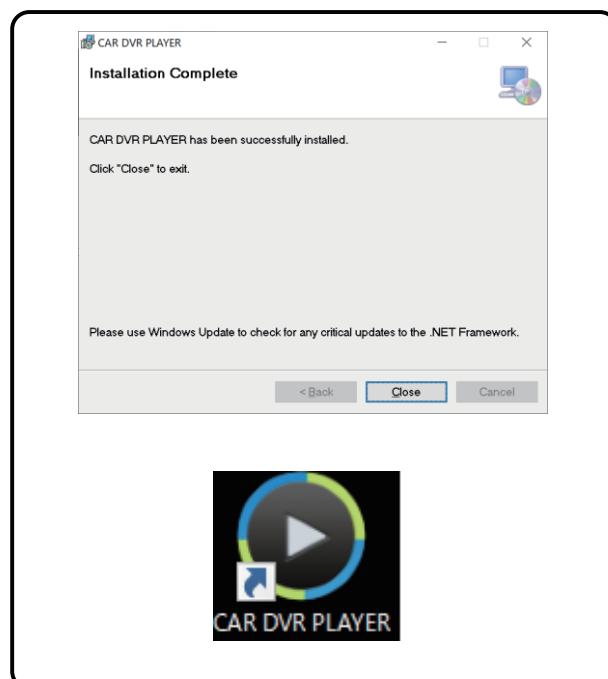 CAR DVR PLAYER
Installation Complete
CAR DVR PLAYER has been successfully installed.
Click "Close" to exit.
Please use Windows Update to check for any critical updates to the .NET Framework.
< Back
Close
Cancel
CAR DVR PLAYER